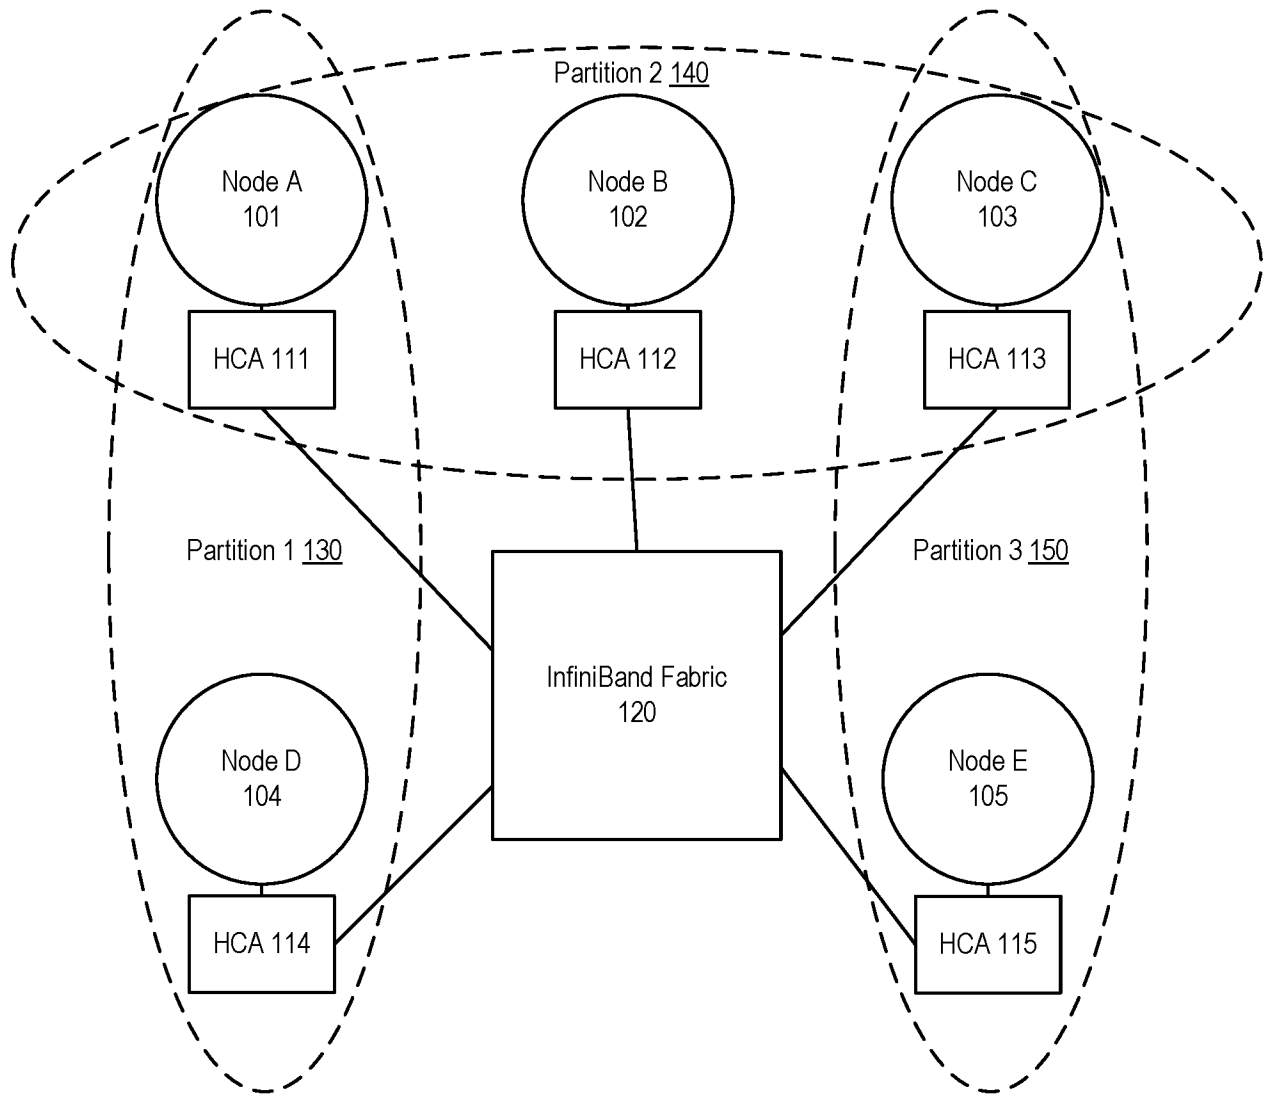 Partition 2 140
Node A
101
Node B
102
Node C
103
HCA 111
HCA 112
HCA 113
Partition 1 130
Partition 3 150
InfiniBand Fabric
120
Node D
104
Node E
105
HCA 114
HCA 115